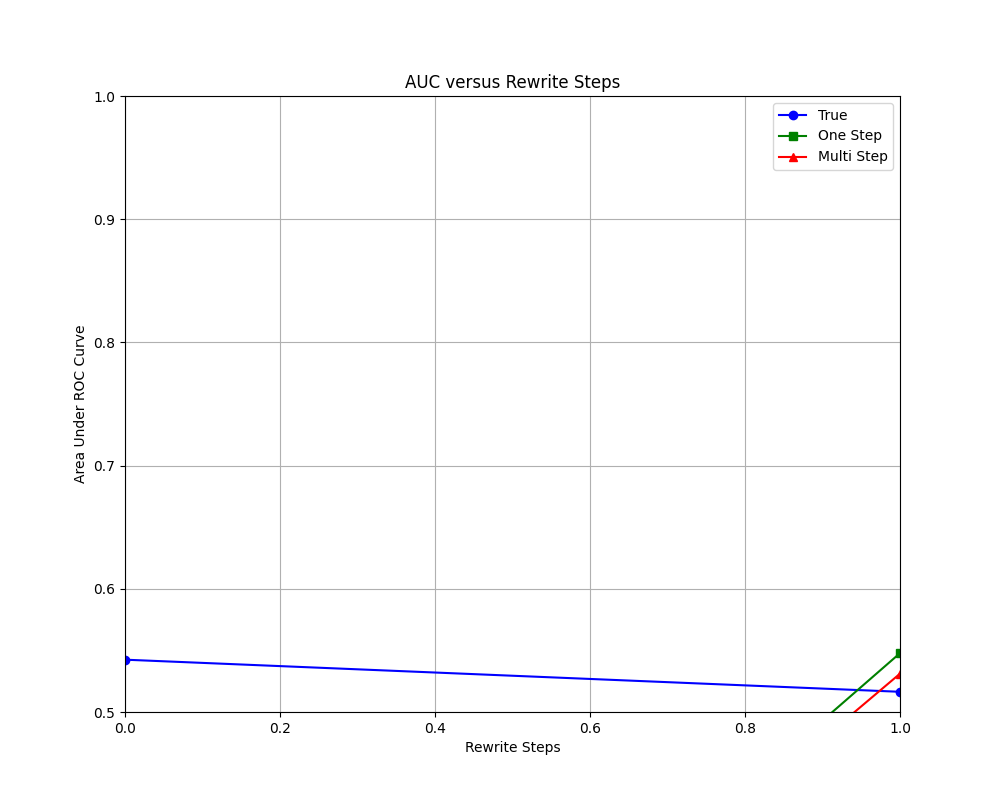 AUC versus Rewrite Steps
True
One Step
Multi Step
Area Under ROC Curve
1.0
0.9
0.8
0.7
0.6
0.5
0.0 0.2 0.4 0.6 0.8 1.0
Rewrite Steps